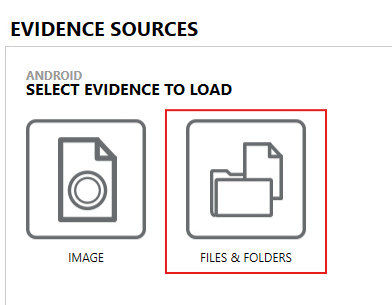 EVIDENCE SOURCES
ANDROID
SELECT EVIDENCE TO LOAD
IMAGE
FILES & FOLDERS